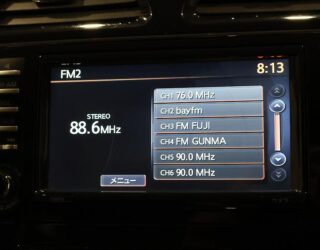 FM2
8:13
STEREO
88.6MHz
CH1 76.0 MHz
CH2 bayfm
CH3 FM FUJI
CH4 FM GUNMA
CH5 90.0 MHz
CH6 90.0 MHz
メニュー